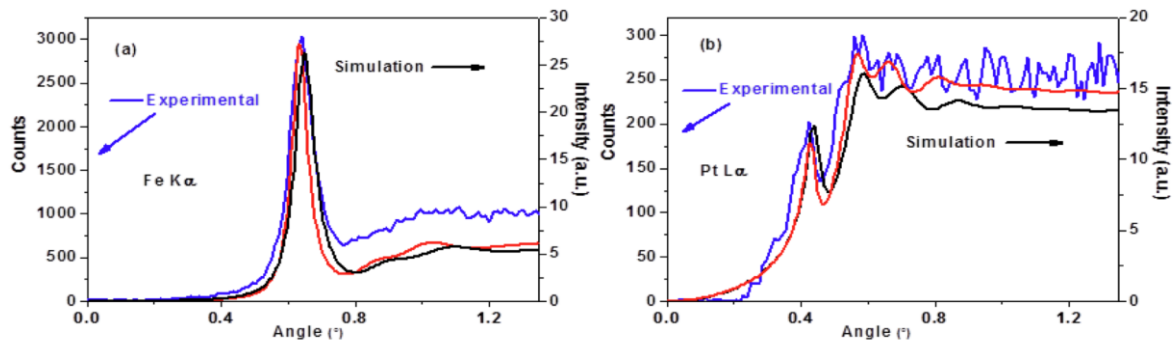 (a)
3000
2500
2000
1500
1000
500
0
Counts
0.0
0.4
0.8
1.2
Angle (°)
30
25
20
15
10
5
0
Intensity (a.u.)
Simulation
Experimental
Fe Kα
(b)
300
250
200
150
100
50
0
Counts
0.0
0.4
0.8
1.2
Angle (°)
20
15
10
5
0
Intensity (a.u.)
Experimental
Simulation
Pt Lα